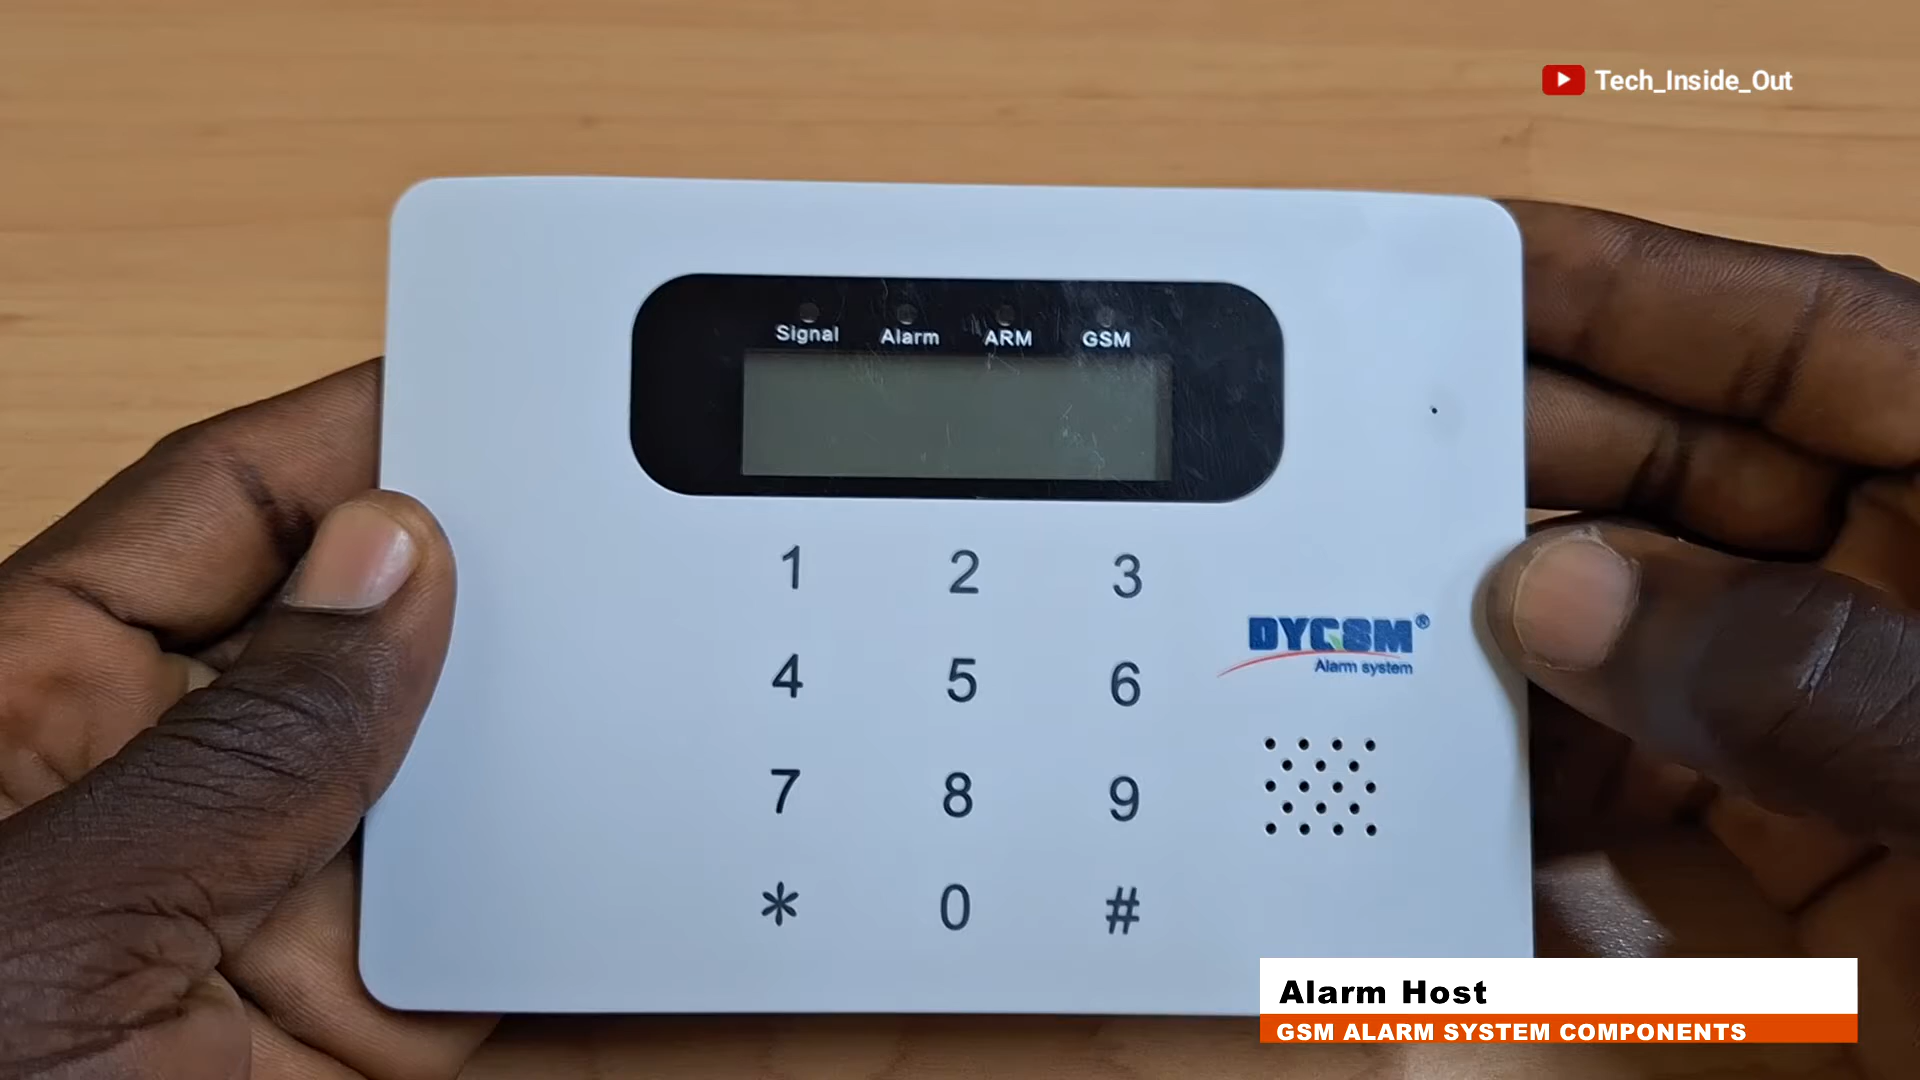 Tech_Inside_Out
Signal Alarm ARM GSM
1 2 3
DYGSM®
Alarm system
4 5 6
7 8 9
* 0 #
Alarm Host
GSM ALARM SYSTEM COMPONENTS